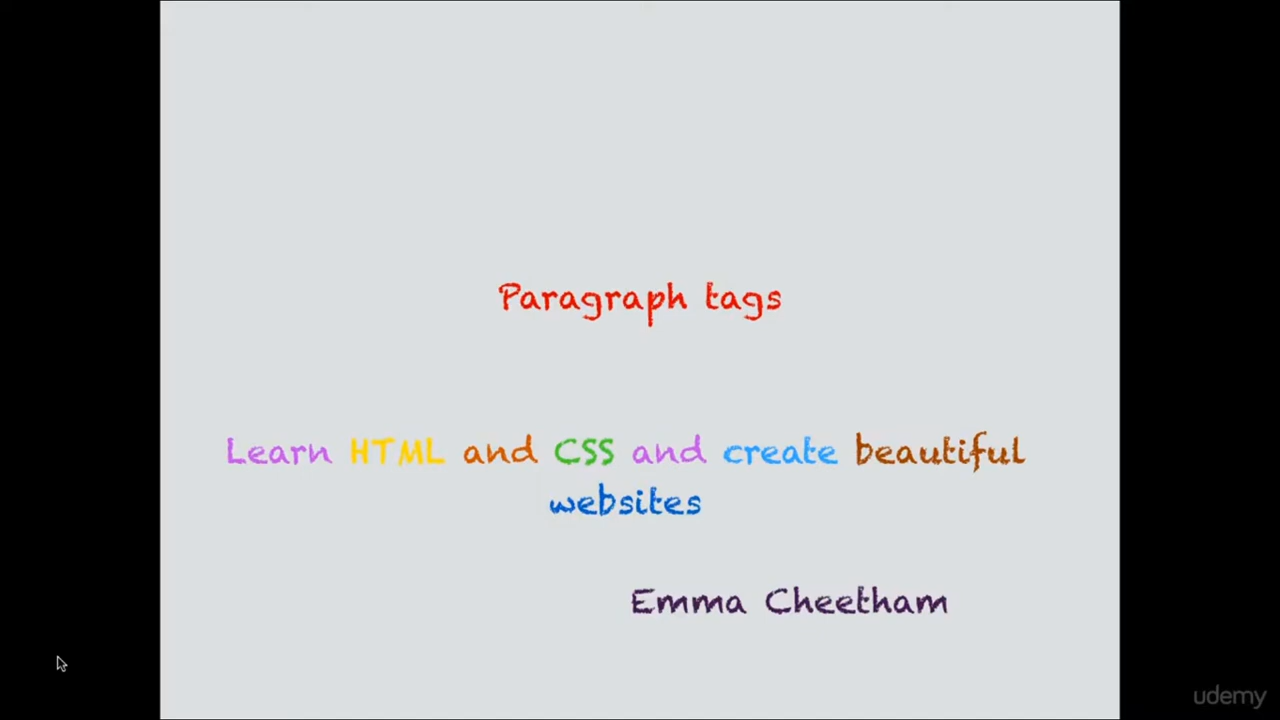 Paragraph tags
Learn HTML and CSS and create beautiful
websites
Emma Cheetham
udemy